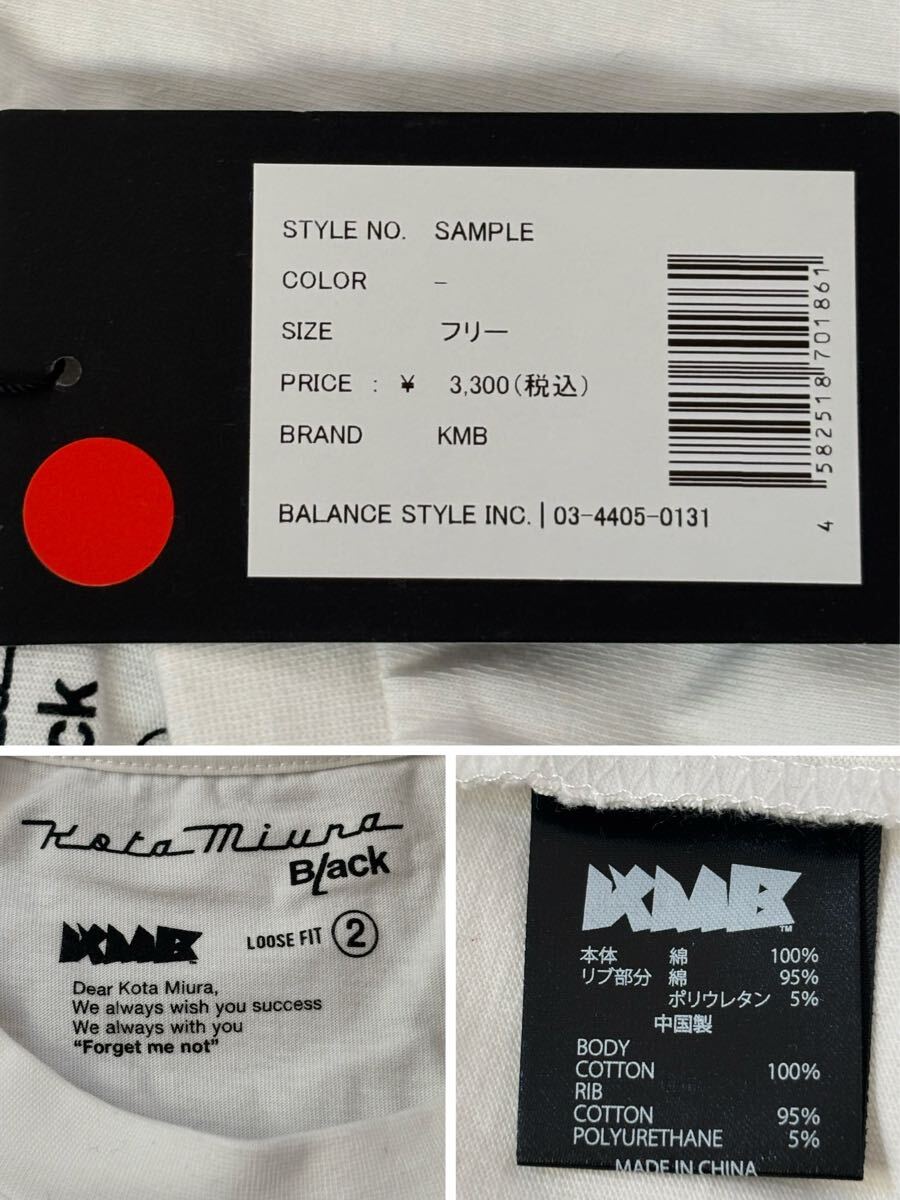 STYLE NO. SAMPLE
COLOR -
SIZE フリー
PRICE : ¥ 3,300(税込)
BRAND KMB
BALANCE STYLE INC. | 03-4405-0131
4 582518 701861
ck
Kota Miura
Black
KMB™
LOOSE FIT 2
Dear Kota Miura,
We always wish you success
We always with you
“Forget me not”
KMB™
本体 綿 100%
リブ部分 綿 95%
ポリウレタン 5%
中国製
BODY
COTTON 100%
RIB
COTTON 95%
POLYURETHANE 5%
MADE IN CHINA